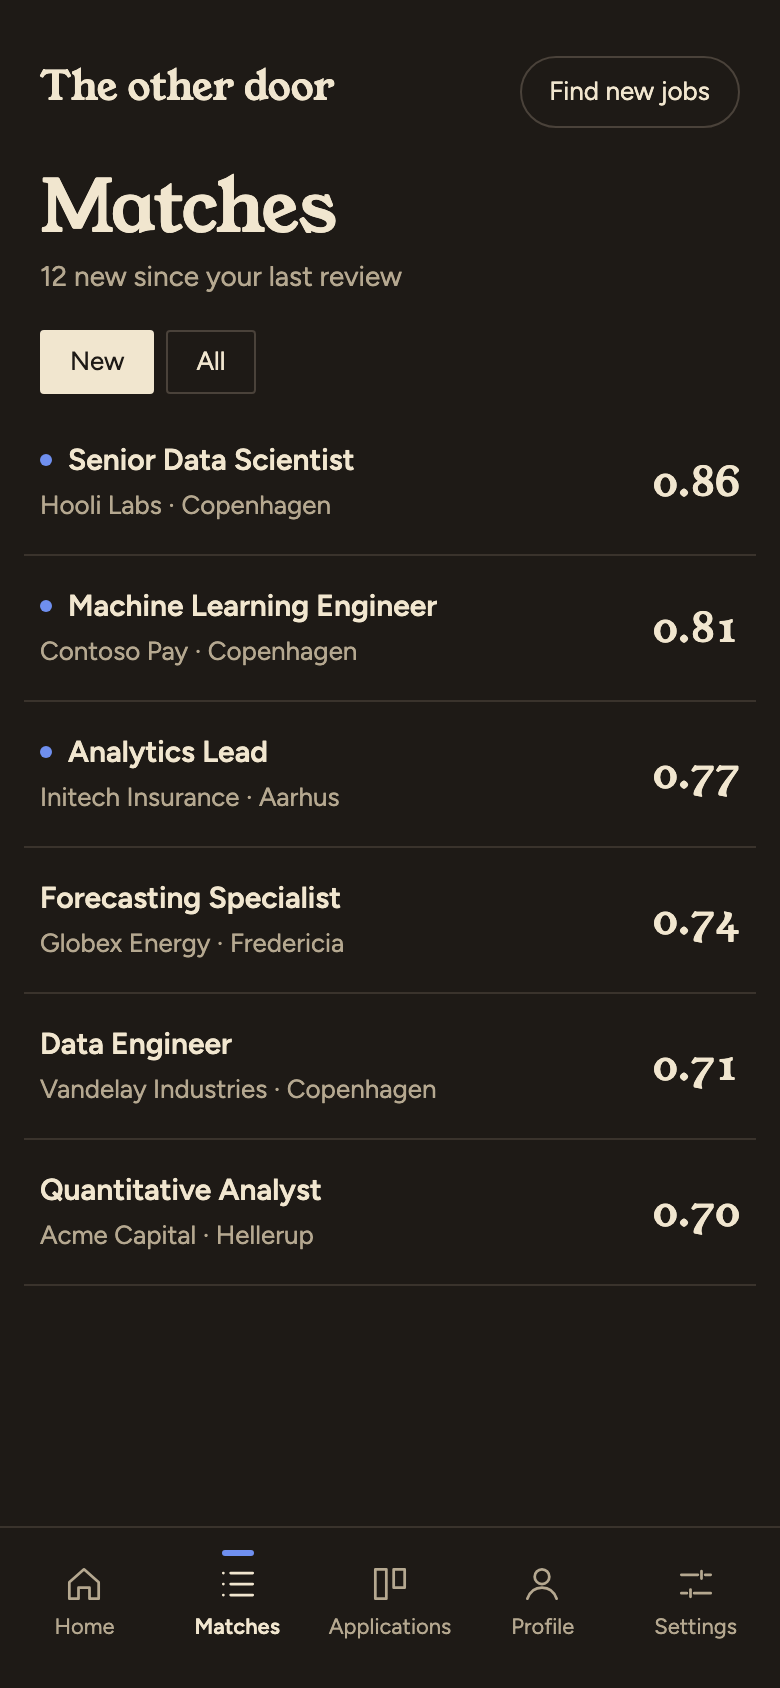 The other door
Find new jobs
Matches
12 new since your last review
New
All
Senior Data Scientist
Hooli Labs · Copenhagen
0.86
Machine Learning Engineer
Contoso Pay · Copenhagen
0.81
Analytics Lead
Initech Insurance · Aarhus
0.77
Forecasting Specialist
Globex Energy · Fredericia
0.74
Data Engineer
Vandelay Industries · Copenhagen
0.71
Quantitative Analyst
Acme Capital · Hellerup
0.70
Home
Matches
Applications
Profile
Settings